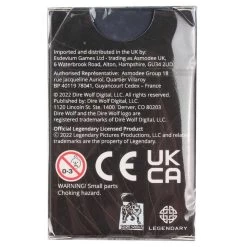 Imported and distributed in the UK by:
Esdevium Games Ltd - trading as Asmodee UK,
6 Waterbrook Road, Alton, Hampshire, GU34 2UD
Authorised Representative: Asmodee Group 18
rue Jacqueline Auriol, Quartier Villaroy
BP 40119 78041, Guyancourt Cedex - France
© 2022 Dire Wolf Digital, LLC. All rights
reserved. Published by Dire Wolf Digital, LLC.
1120 Lincoln St. Ste. 1400. Denver, CO 80203
Dire Wolf and the Dire Wolf logo are
registered trademarks of Dire Wolf Digital, LLC.
Official Legendary Licensed Product
© 2022 Legendary. Legendary Pictures Productions, LLC and related
trademarks
0-3
UK
CA
WARNING! Small parts
choking hazard.
LEGENDARY